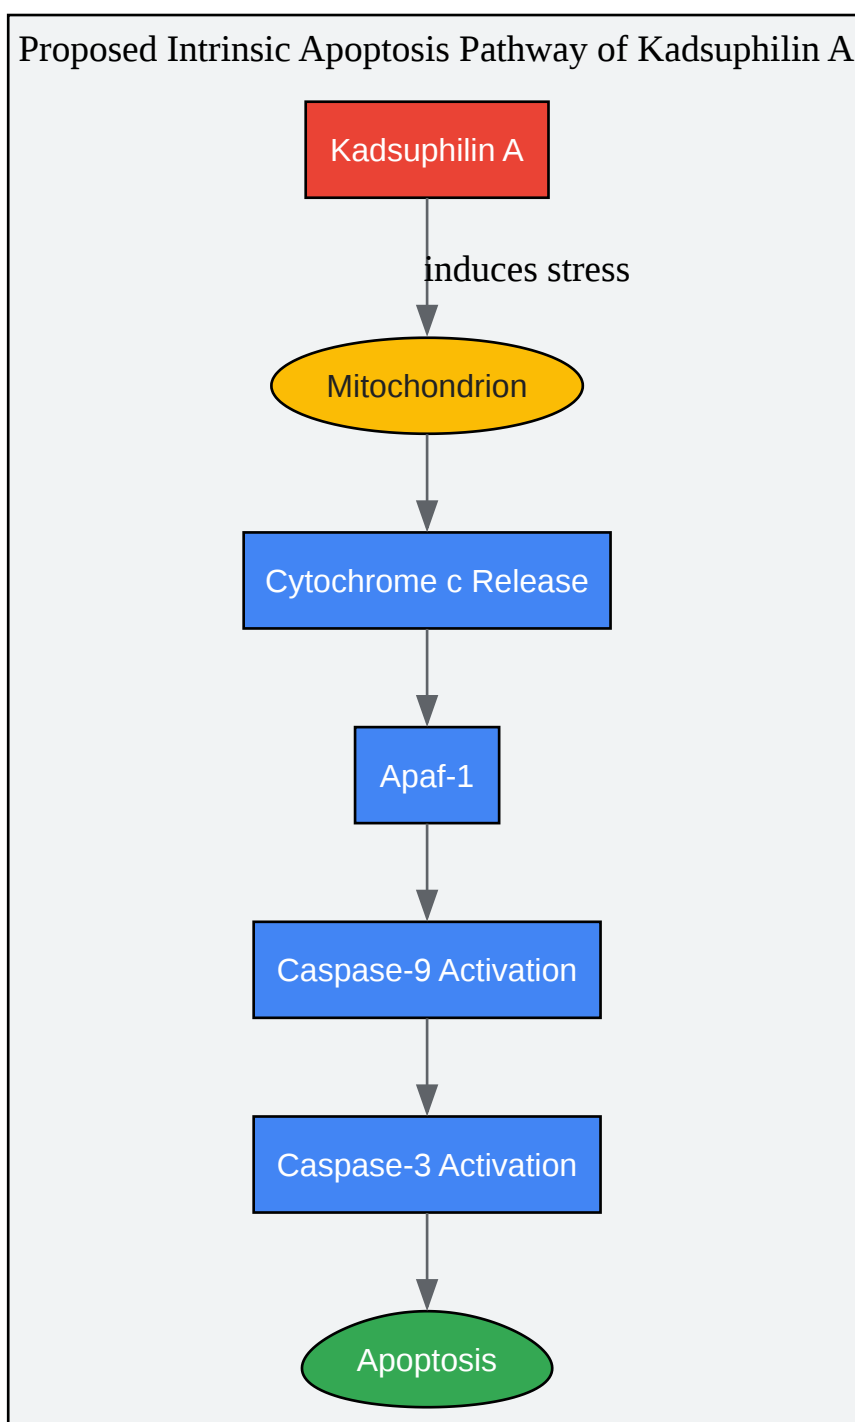 Proposed Intrinsic Apoptosis Pathway of Kadsuphilin A
Kadsuphilin A
induces stress
Mitochondrion
Cytochrome c Release
Apaf-1
Caspase-9 Activation
Caspase-3 Activation
Apoptosis